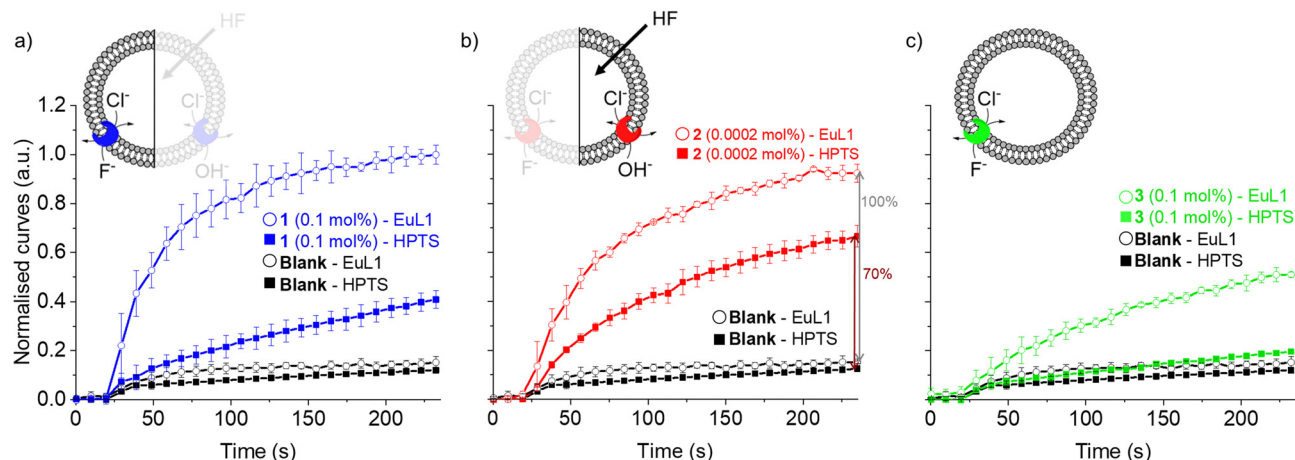 a)
Cl⁻
F⁻
Cl⁻
OH⁻
HF
1 (0.1 mol%) - EuL1
1 (0.1 mol%) - HPTS
Blank - EuL1
Blank - HPTS
Normalised curves (a.u.)
1.2
1.0
0.8
0.6
0.4
0.2
0.0
0
50
100
150
200
Time (s)
b)
HF
Cl⁻
F⁻
Cl⁻
OH⁻
2 (0.0002 mol%) - EuL1
2 (0.0002 mol%) - HPTS
100%
70%
Blank - EuL1
Blank - HPTS
0
50
100
150
200
Time (s)
c)
Cl⁻
F⁻
3 (0.1 mol%) - EuL1
3 (0.1 mol%) - HPTS
Blank - EuL1
Blank - HPTS
0
50
100
150
200
Time (s)